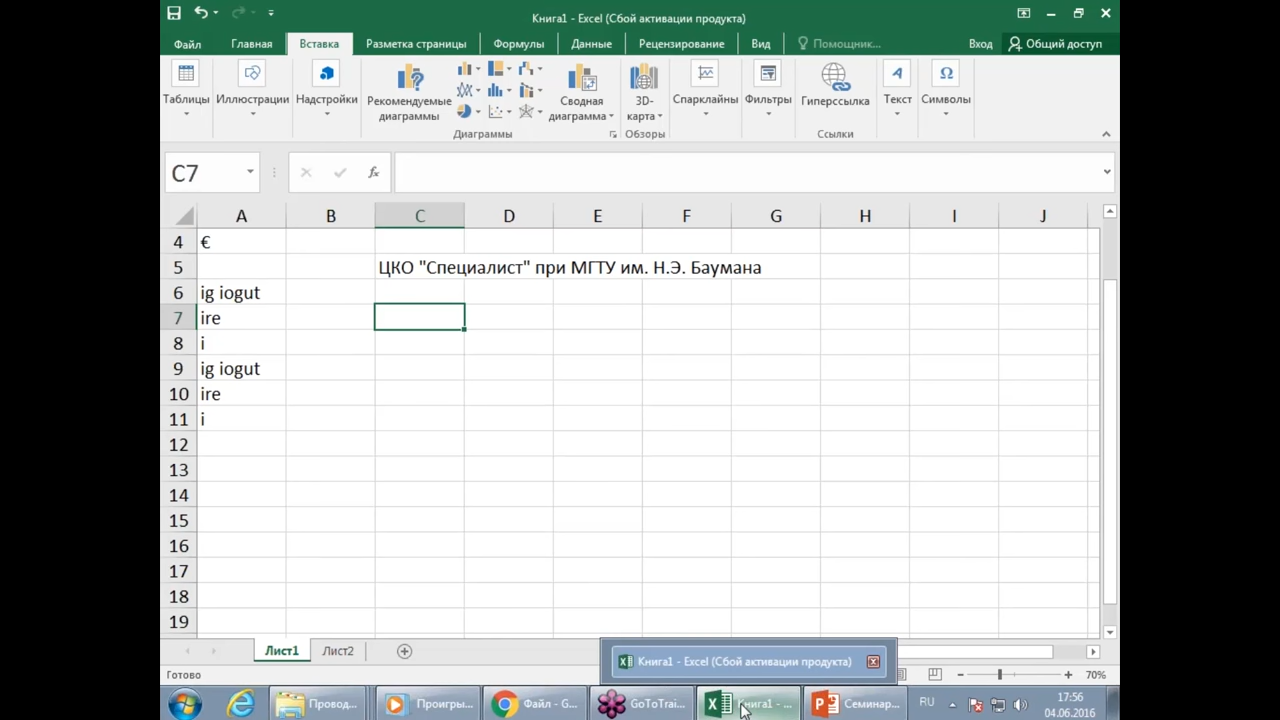 Книга1 - Excel (Сбой активации продукта)
Файл Главная Вставка Разметка страницы Формулы Данные Рецензирование Вид Помощник... Вход Общий доступ
Таблицы Иллюстрации Надстройки Рекомендуемые диаграммы Сводная диаграмма 3D-карта Спарклайны Фильтры Гиперссылка Текст Символы
Диаграммы Обзоры Ссылки
C7 fx
A B C D E F G H I J
4 €
5 ЦКО "Специалист" при МГТУ им. Н.Э. Баумана
6 ig iogut
7 ire
8 i
9 ig iogut
10 ire
11 i
12
13
14
15
16
17
18
19
Лист1 Лист2
Книга1 - Excel (Сбой активации продукта)
Готово 70%
Провод... Проигры... Файл - G... GoToTrai... Книга1 - ... Семинар... RU 17:56
04.06.2016